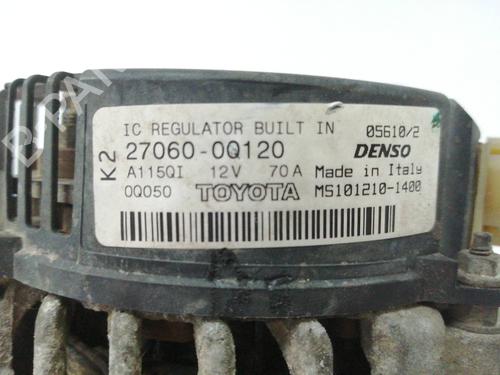 IC REGULATOR BUILT IN 05610/2
K2
27060-0Q120 DENSO
A115QI 12V 70A Made in Italy
0Q050 TOYOTA MS101210-1400
B-PARTS